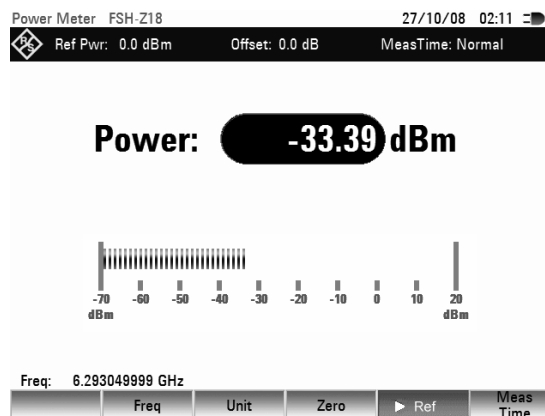 Power Meter FSH-Z18 27/10/08 02:11
R&S Ref Pwr: 0.0 dBm Offset: 0.0 dB MeasTime: Normal
Power: -33.39 dBm
-70 -60 -50 -40 -30 -20 -10 0 10 20
dBm dBm
Freq: 6.293049999 GHz
Freq Unit Zero ▶ Ref Meas
Time